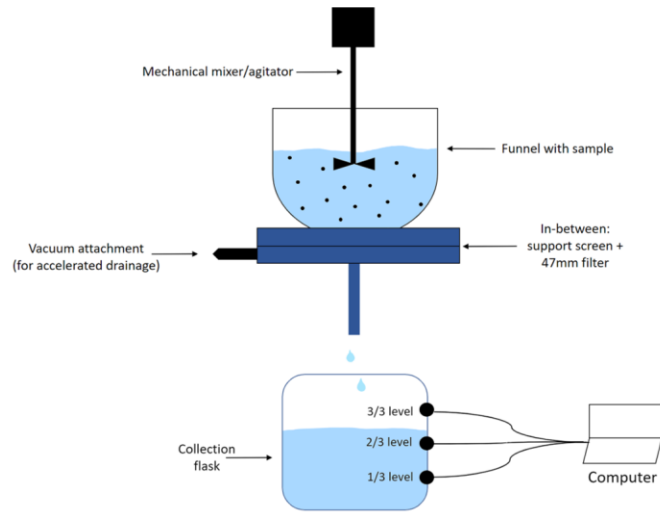 Mechanical mixer/agitator
Funnel with sample
Vacuum attachment
(for accelerated drainage)
In-between:
support screen +
47mm filter
3/3 level
2/3 level
1/3 level
Collection
flask
Computer